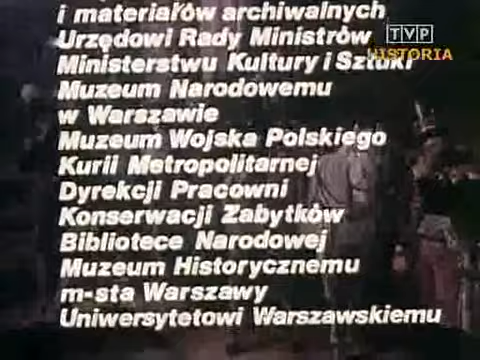 i materiałów archiwalnych
Urzędowi Rady Ministrów
Ministerstwu Kultury i Sztuki
Muzeum Narodowemu
w Warszawie
Muzeum Wojska Polskiego
Kurii Metropolitarnej
Dyrekcji Pracowni
Konserwacji Zabytków
Bibliotece Narodowej
Muzeum Historycznemu
m-sta Warszawy
Uniwersytetowi Warszawskiemu
TVP
HISTORIA